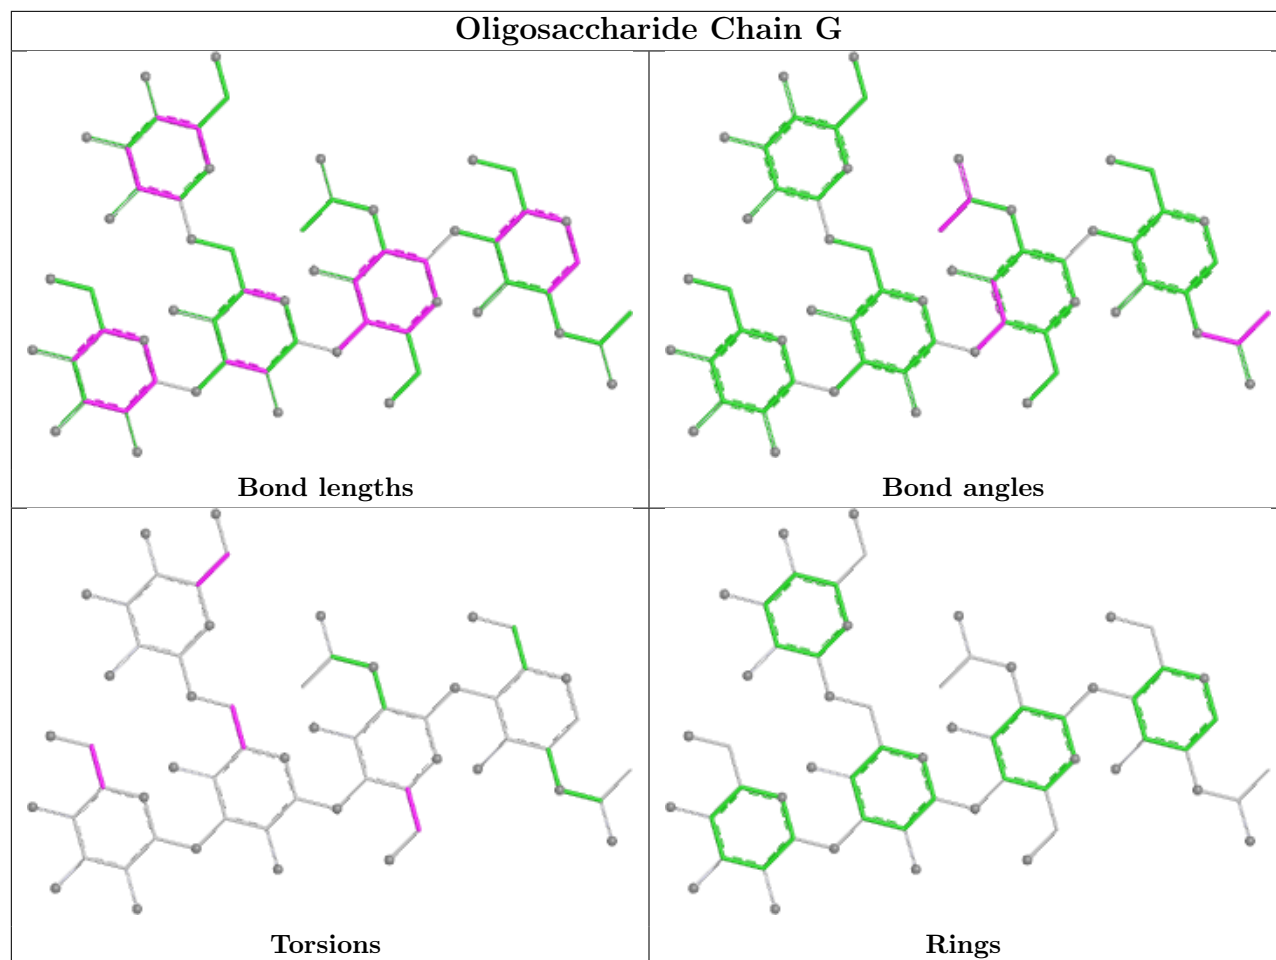 Oligosaccharide Chain G
Bond lengths
Bond angles
Torsions
Rings